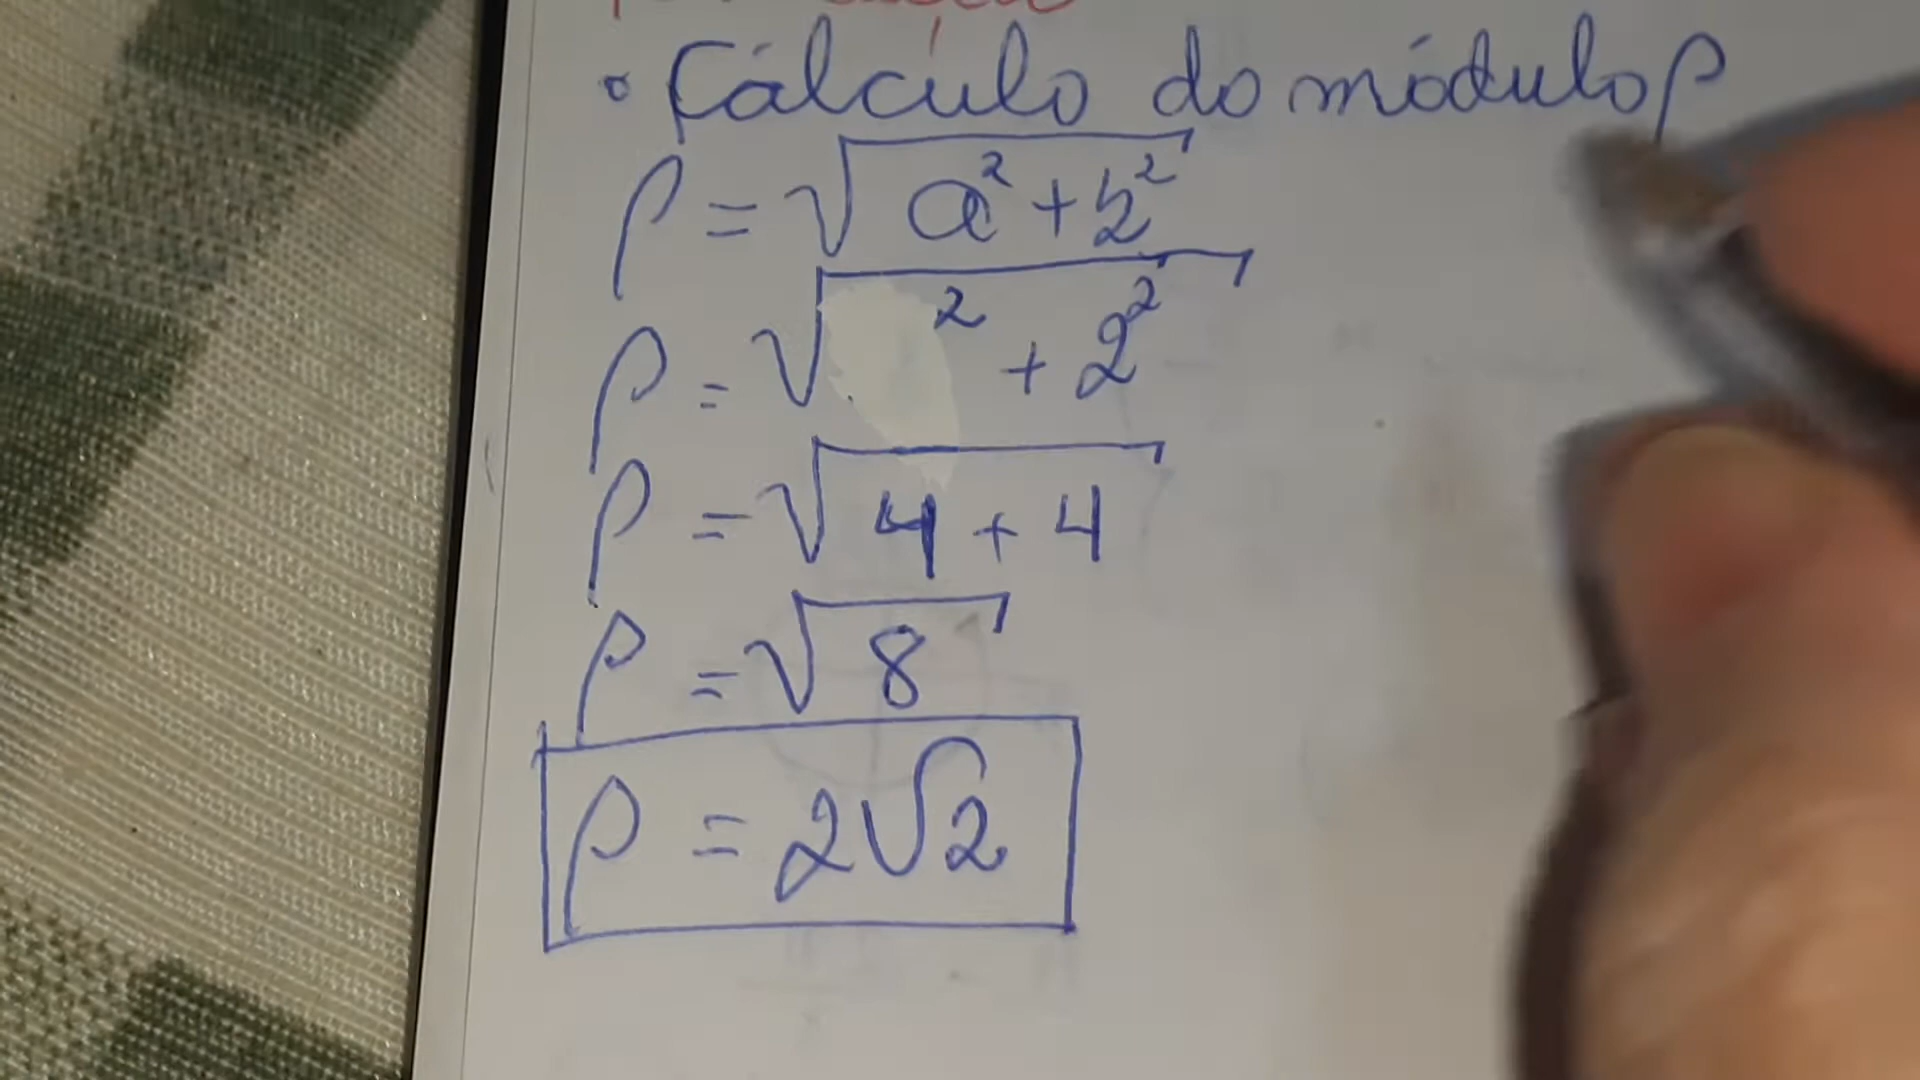 • Cálculo do módulo ρ
ρ = √a² + b²
ρ = √ ² + 2²
ρ = √4 + 4
ρ = √8
ρ = 2√2